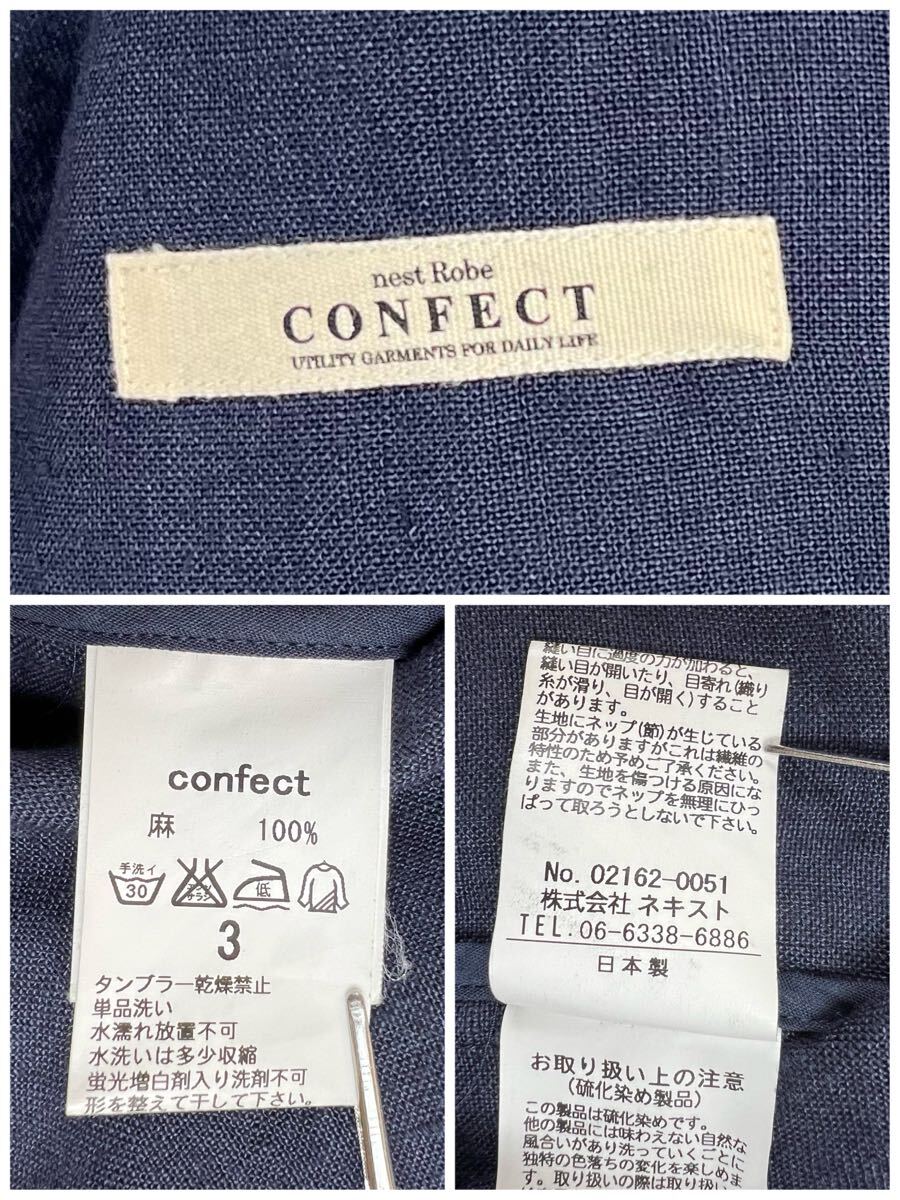 nest Robe
CONFECT
UTILITY GARMENTS FOR DAILY LIFE
confect
麻 100%
手洗イ
30
低
3
タンブラー乾燥禁止
単品洗い
水濡れ放置不可
水洗いは多少収縮
蛍光増白剤入り洗剤不可
形を整えて干して下さい。
縫い目に過度の力が加わると、
縫い目が開いたり、目寄れ(織り
糸が滑り、目が開く)すること
があります。
生地にネップ(節)が生じている
部分がありますがこれは繊維の
特性のため予めご了承ください。
また、生地を傷つける原因にな
りますのでネップを無理にひっ
ぱって取ろうとしないで下さい。
No. 02162-0051
株式会社 ネキスト
TEL. 06-6338-6886
日本製
お取り扱い上の注意
(硫化染め製品)
この製品は硫化染めです。
他の製品には味わえない自然な
風合いがあり洗っていくごとに
独特の色落ちの変化を楽しめま
す。取り扱いの際は取り扱い